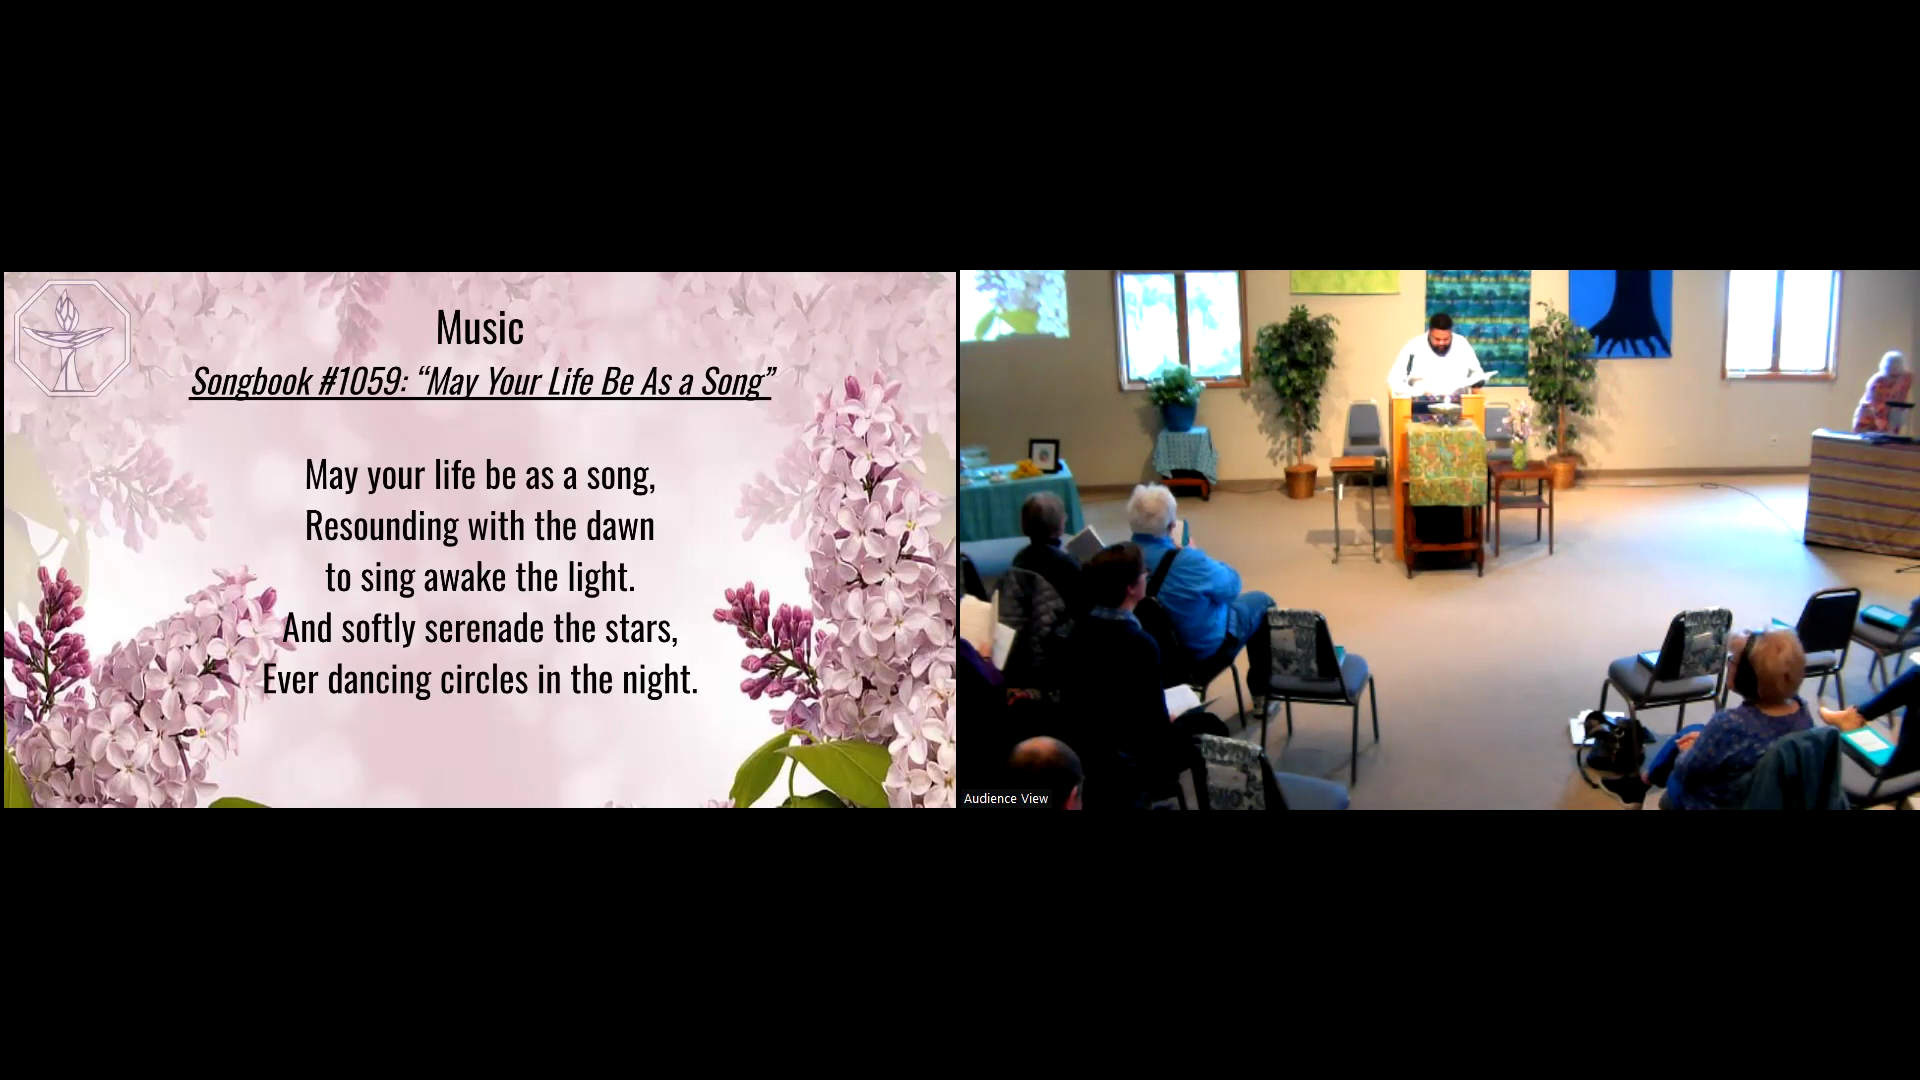 Music
Songbook #1059: “May Your Life Be As a Song”
May your life be as a song,
Resounding with the dawn
to sing awake the light.
And softly serenade the stars,
Ever dancing circles in the night.
Audience View